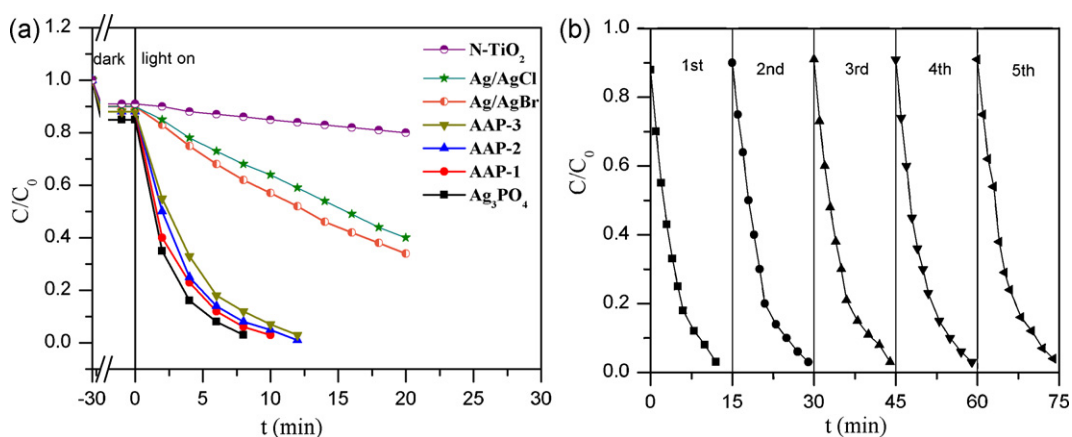 (a)
1.2
1.0
0.8
0.6
0.4
0.2
0.0
C/C₀
dark
light on
N-TiO₂
Ag/AgCl
Ag/AgBr
AAP-3
AAP-2
AAP-1
Ag₃PO₄
-30 0 5 10 15 20 25 30
t (min)
(b)
1.0
0.8
0.6
0.4
0.2
0.0
C/C₀
1st 2nd 3rd 4th 5th
0 15 30 45 60 75
t (min)